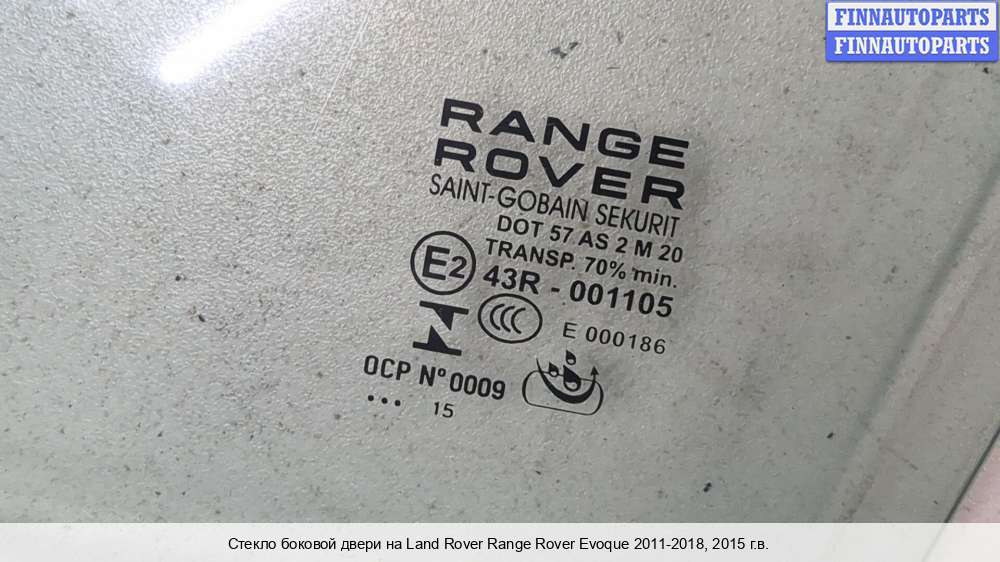 FINNAUTOPARTS
FINNAUTOPARTS
RANGE
ROVER
SAINT-GOBAIN SEKURIT
DOT 57 AS 2 M 20
TRANSP. 70% min.
E2
43R - 001105
CCC
E 000186
OCP N° 0009
••• 15
Стекло боковой двери на Land Rover Range Rover Evoque 2011-2018, 2015 г.в.